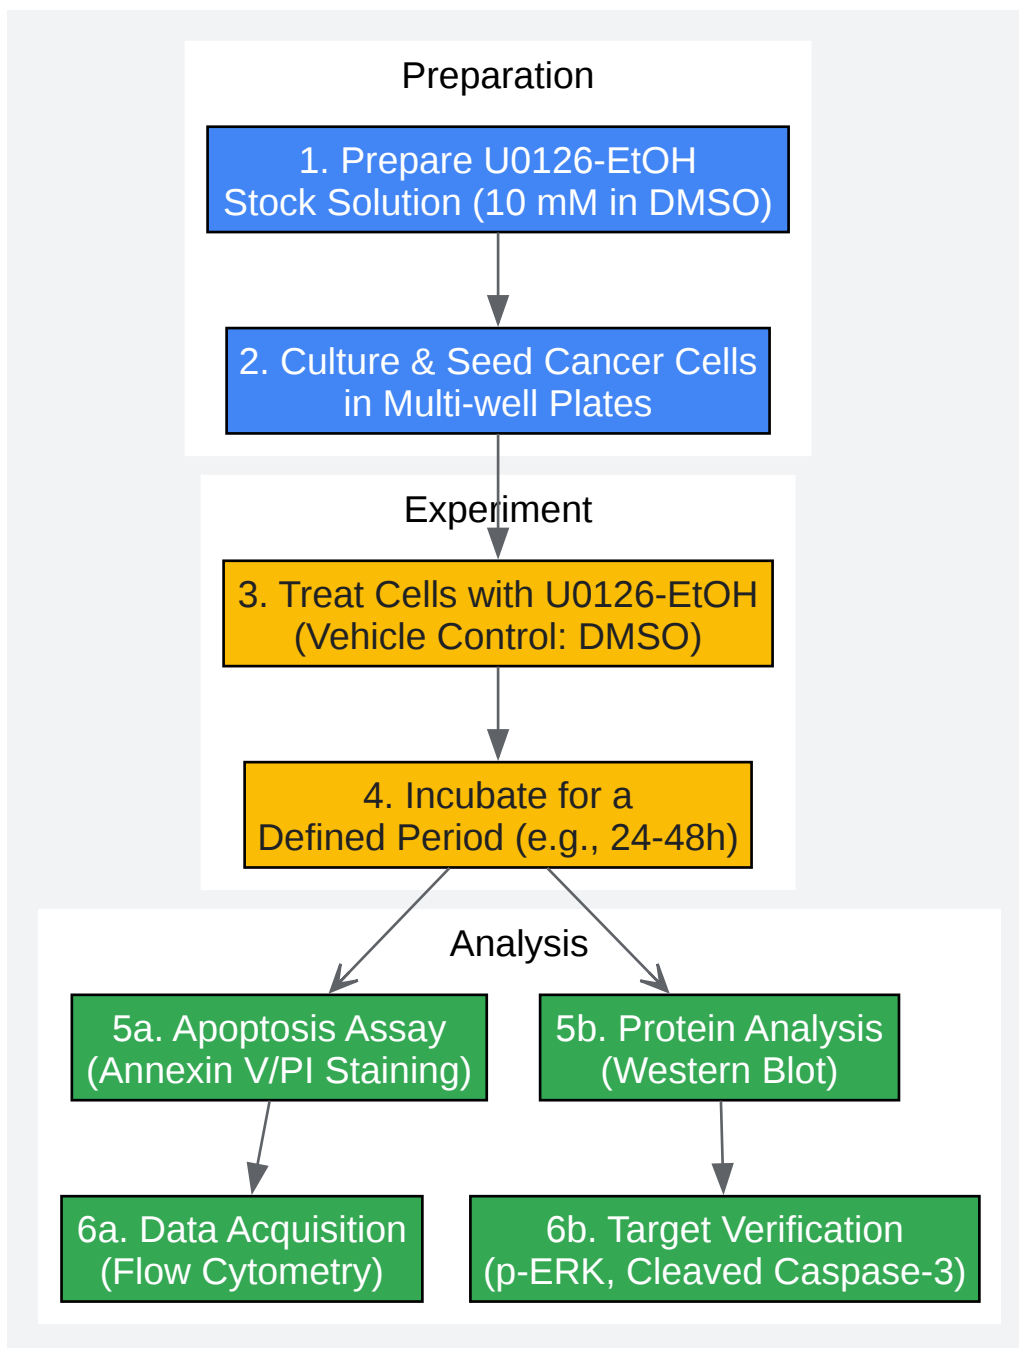 Preparation
1. Prepare U0126-EtOH
Stock Solution (10 mM in DMSO)
2. Culture & Seed Cancer Cells
in Multi-well Plates
Experiment
3. Treat Cells with U0126-EtOH
(Vehicle Control: DMSO)
4. Incubate for a
Defined Period (e.g., 24-48h)
Analysis
5a. Apoptosis Assay
(Annexin V/PI Staining)
5b. Protein Analysis
(Western Blot)
6a. Data Acquisition
(Flow Cytometry)
6b. Target Verification
(p-ERK, Cleaved Caspase-3)